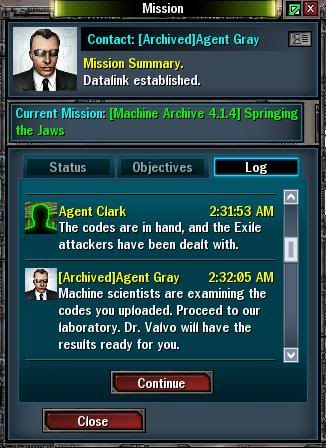 Mission
Contact: [Archived]Agent Gray
Mission Summary.
Datalink established.
Current Mission: [Machine Archive 4.1.4] Springing
the Jaws
Status
Objectives
Log
Agent Clark 2:31:53 AM
The codes are in hand, and the Exile
attackers have been dealt with.
[Archived]Agent Gray 2:32:05 AM
Machine scientists are examining the
codes you uploaded. Proceed to our
laboratory. Dr. Valvo will have the
results ready for you.
Continue
Close